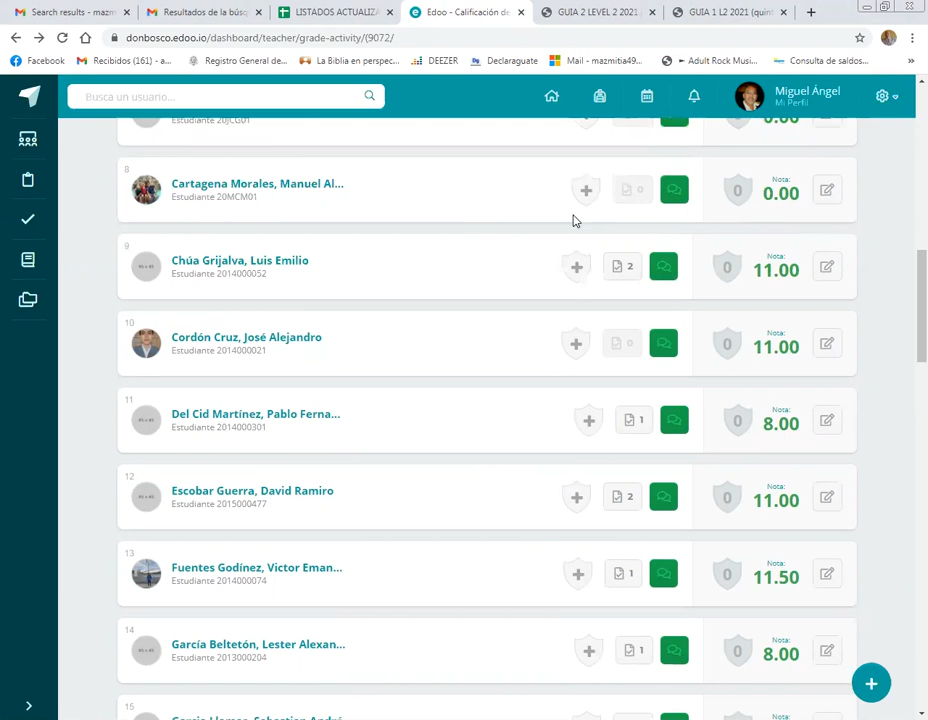 Search results - mazm
Resultados de la búsq
LISTADOS ACTUALIZA
Edoo - Calificación de
GUIA 2 LEVEL 2 2021.
GUIA 1 L2 2021 (quint
donbosco.edoo.io/dashboard/teacher/grade-activity/(9072/
Facebook
Recibidos (161) - a...
Registro General de...
La Biblia en perspec...
DEEZER
Declaraguate
Mail - mazmitia49...
► Adult Rock Musi...
Consulta de saldos...
»
Busca un usuario...
Miguel Ángel
Mi Perfil
Estudiante 20JCG01
0.00
8
Cartagena Morales, Manuel Al...
Estudiante 20MCM01
0
0
Nota:
0.00
9
Chúa Grijalva, Luis Emilio
Estudiante 2014000052
2
0
Nota:
11.00
10
Cordón Cruz, José Alejandro
Estudiante 2014000021
0
0
Nota:
11.00
11
Del Cid Martínez, Pablo Ferna...
Estudiante 2014000301
1
0
Nota:
8.00
12
Escobar Guerra, David Ramiro
Estudiante 2015000477
2
0
Nota:
11.00
13
Fuentes Godínez, Victor Eman...
Estudiante 2014000074
1
0
Nota:
11.50
14
García Beltetón, Lester Alexan...
Estudiante 2013000204
1
0
Nota:
8.00
15
Garcia Llamas, Sebastian André
Nota: